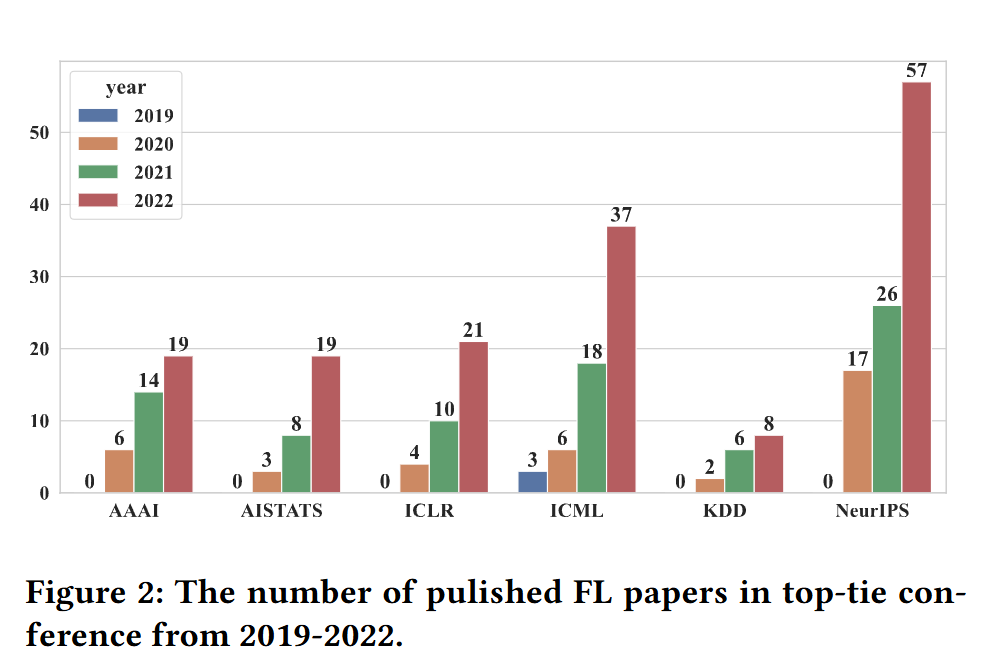 57
year
2019
2020
2021
2022
50
40
30
20
10
0
0 6 14 19
0 3 8 19
0 4 10 21
3 6 18 37
0 2 6 8
0 17 26
AAAI AISTATS ICLR ICML KDD NeurIPS
Figure 2: The number of pulished FL papers in top-tie con-
ference from 2019-2022.